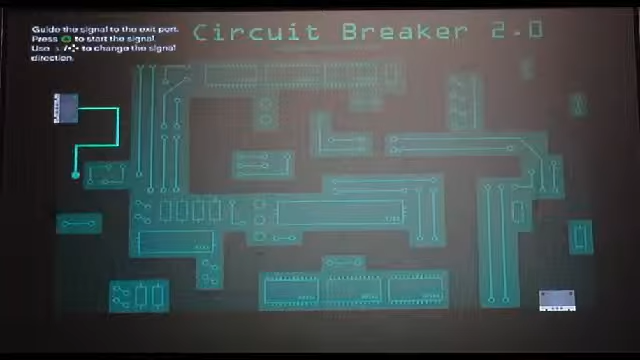 Guide the signal to the exit port.
Circuit Breaker 2.0
Press to start the signal.
Use to change the signal
direction.